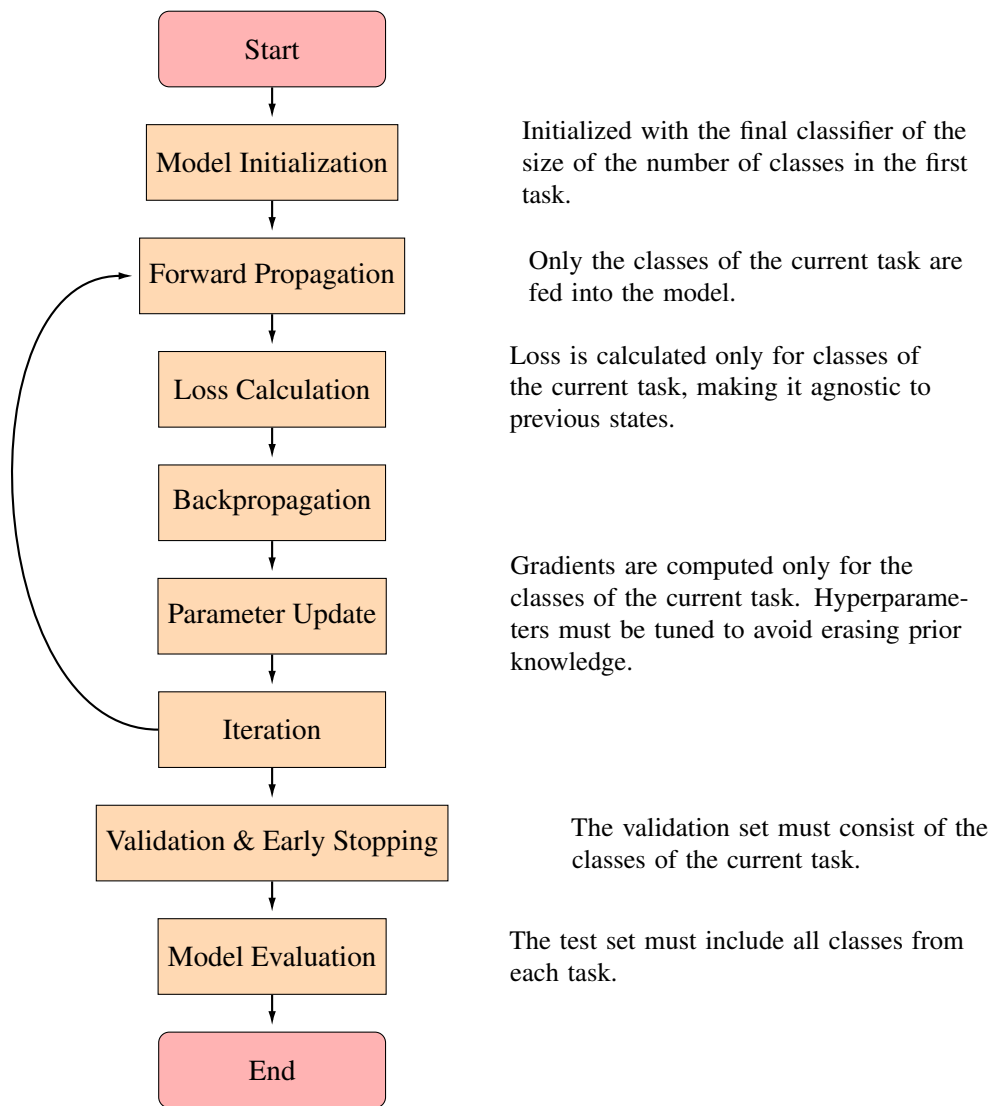 Start
Model Initialization
Initialized with the final classifier of the
size of the number of classes in the first
task.
Forward Propagation
Only the classes of the current task are
fed into the model.
Loss Calculation
Loss is calculated only for classes of
the current task, making it agnostic to
previous states.
Backpropagation
Parameter Update
Gradients are computed only for the
classes of the current task. Hyperparame-
ters must be tuned to avoid erasing prior
knowledge.
Iteration
Validation & Early Stopping
The validation set must consist of the
classes of the current task.
Model Evaluation
The test set must include all classes from
each task.
End